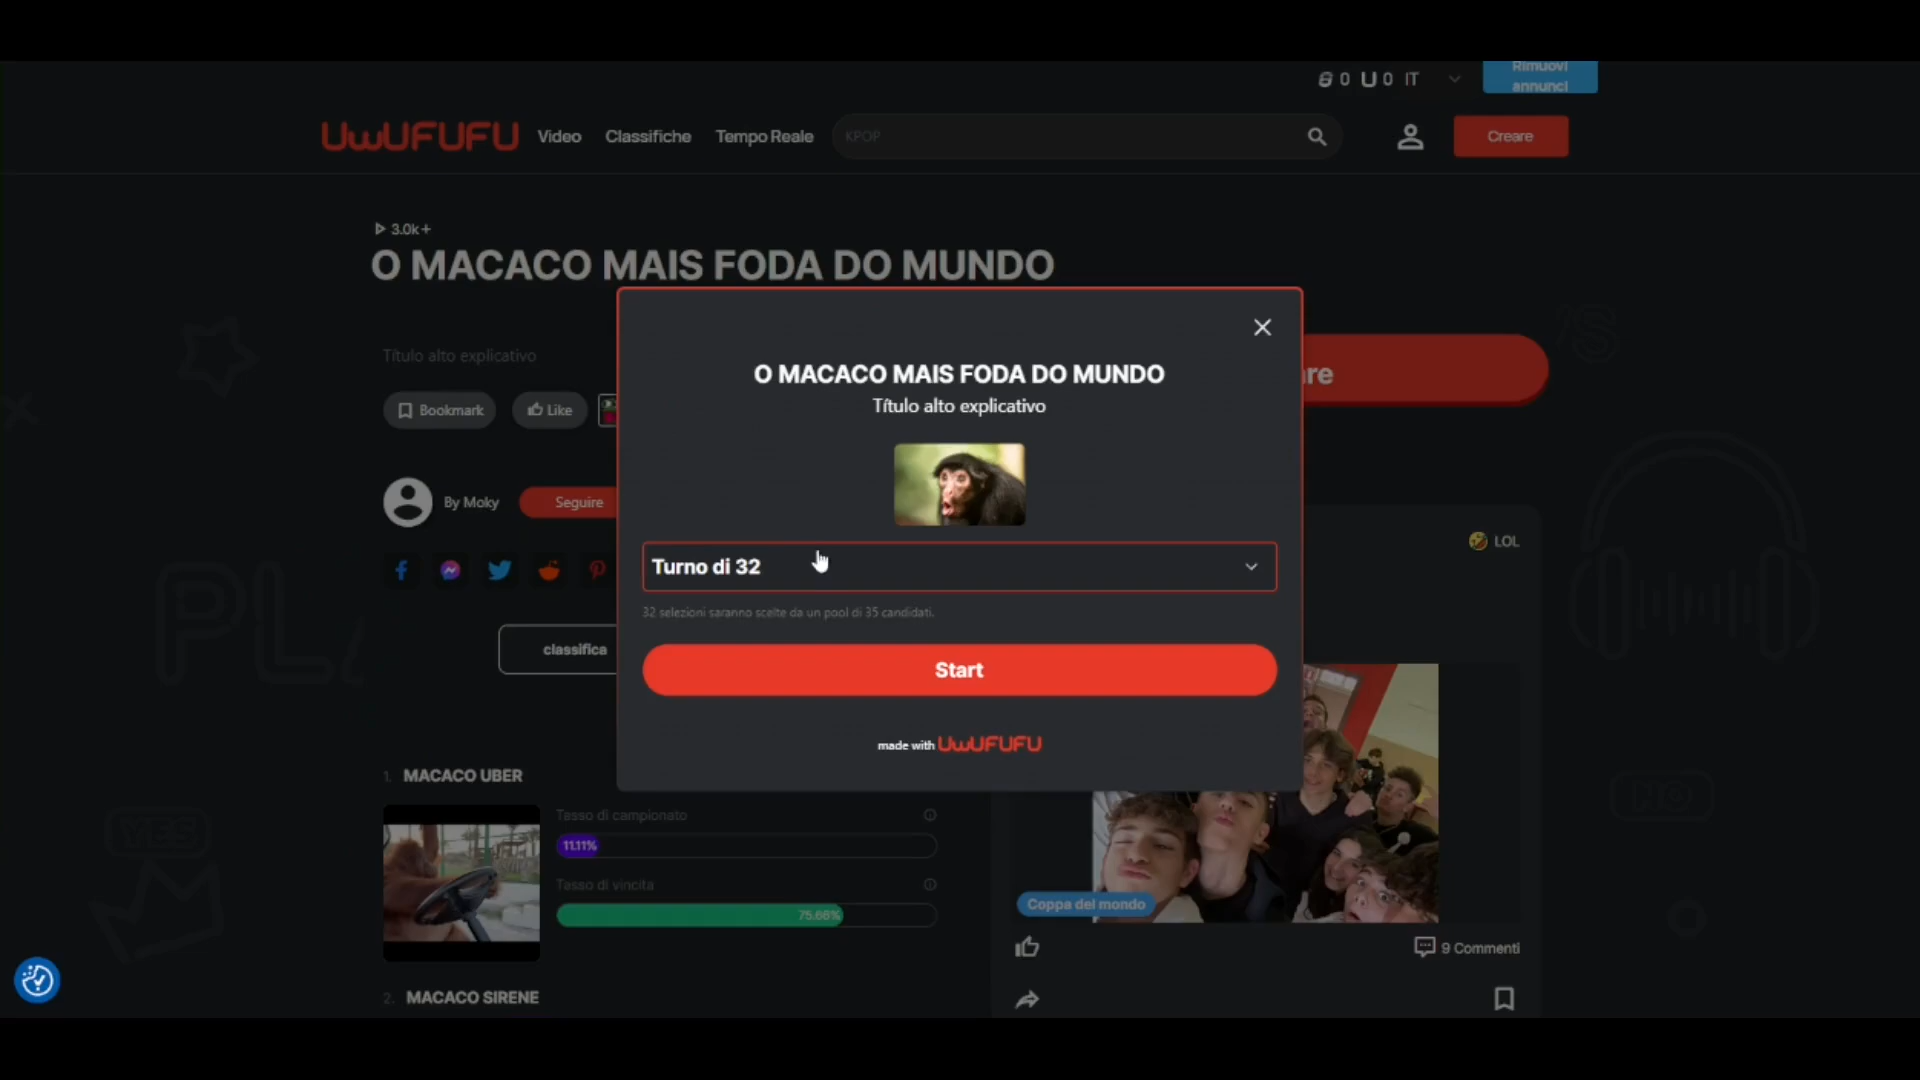 0 0 IT
Rimuovi
annunci
UwUFUFU
Video
Classifiche
Tempo Reale
KPOP
Creare
3.0k+
O MACACO MAIS FODA DO MUNDO
Título alto explicativo
Bookmark
Like
By Moky
Seguire
classifica
O MACACO MAIS FODA DO MUNDO
Título alto explicativo
Turno di 32
32 selezioni saranno scelte da un pool di 35 candidati.
Start
made with UwUFUFU
re
LOL
1. MACACO UBER
Tasso di campionato
11.11%
Tasso di vincita
75.66%
2. MACACO SIRENE
Coppa del mondo
9 Commenti
YES
NO